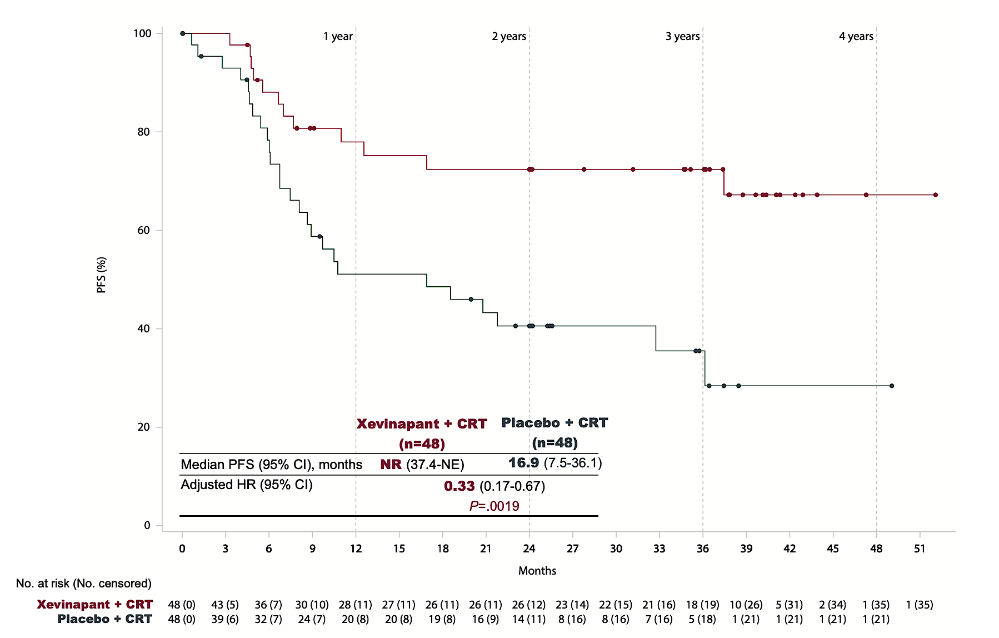 100
1 year
2 years
3 years
4 years
80
60
PFS (%)
40
20
0
Xevinapant + CRT Placebo + CRT
(n=48) (n=48)
Median PFS (95% CI), months NR (37.4-NE) 16.9 (7.5-36.1)
Adjusted HR (95% CI) 0.33 (0.17-0.67)
P=.0019
0 3 6 9 12 15 18 21 24 27 30 33 36 39 42 45 48 51
Months
No. at risk (No. censored)
Xevinapant + CRT 48 (0) 43 (5) 36 (7) 30 (10) 28 (11) 27 (11) 26 (11) 26 (11) 26 (12) 23 (14) 22 (15) 21 (16) 18 (19) 10 (26) 5 (31) 2 (34) 1 (35) 1 (35)
Placebo + CRT 48 (0) 39 (6) 32 (7) 24 (7) 20 (8) 20 (8) 19 (8) 16 (9) 14 (11) 8 (16) 8 (16) 7 (16) 5 (18) 1 (21) 1 (21) 1 (21) 1 (21)